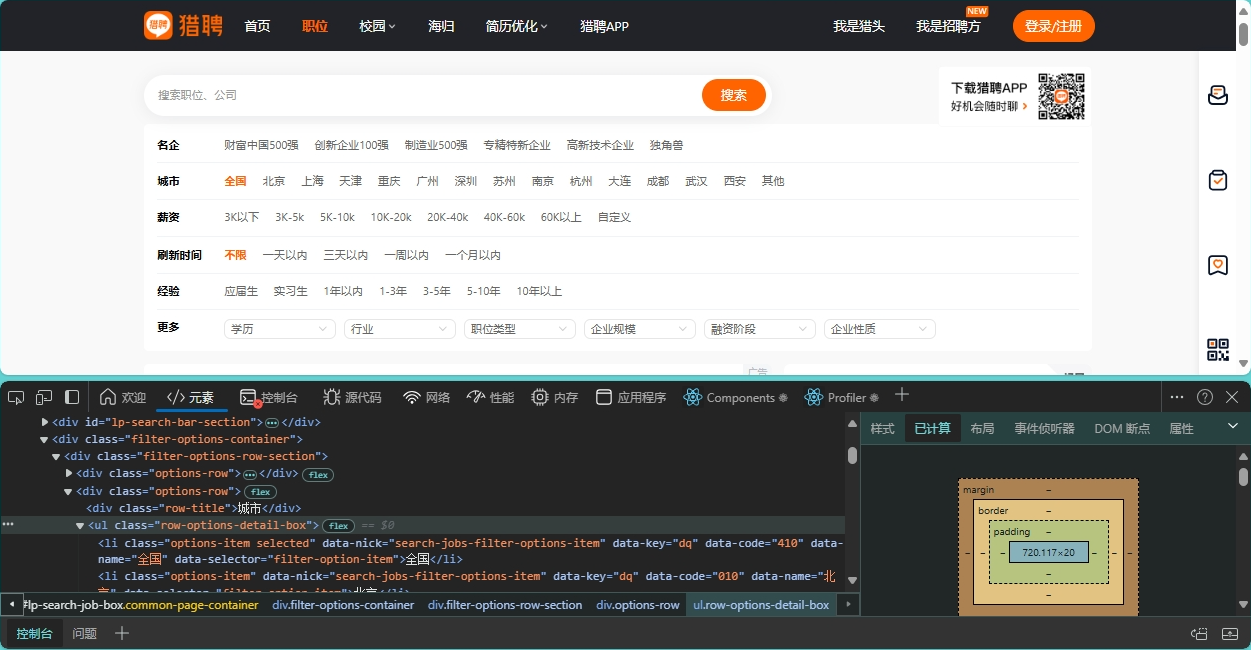 猎聘 猎聘 首页 职位 校园 海归 简历优化 猎聘APP 我是猎头 我是招聘方 NEW 登录/注册
搜索职位、公司 搜索
下载猎聘APP
好机会随时聊
名企 财富中国500强 创新企业100强 制造业500强 专精特新企业 高新技术企业 独角兽
城市 全国 北京 上海 天津 重庆 广州 深圳 苏州 南京 杭州 大连 成都 武汉 西安 其他
薪资 3K以下 3K-5k 5K-10k 10K-20k 20K-40k 40K-60k 60K以上 自定义
刷新时间 不限 一天以内 三天以内 一周以内 一个月以内
经验 应届生 实习生 1年以内 1-3年 3-5年 5-10年 10年以上
更多 学历 行业 职位类型 企业规模 融资阶段 企业性质
广告
欢迎 </> 元素 控制台 源代码 网络 性能 内存 应用程序 Components Profiler
<div id="lp-search-bar-section"> ••• </div>
<div class="filter-options-container">
<div class="filter-options-row-section">
<div class="options-row"> ••• </div> flex
<div class="options-row"> flex
<div class="row-title">城市</div>
<ul class="row-options-detail-box"> flex == $0
<li class="options-item selected" data-nick="search-jobs-filter-options-item" data-key="dq" data-code="410" data-
name="全国" data-selector="filter-option-item">全国</li>
<li class="options-item" data-nick="search-jobs-filter-options-item" data-key="dq" data-code="010" data-name="北
京" data-selector="filter-option-item">北京</li>
#lp-search-job-box.common-page-container div.filter-options-container div.filter-options-row-section div.options-row ul.row-options-detail-box
样式 已计算 布局 事件侦听器 DOM 断点 属性
margin –
border –
padding –
– – – 720.117×20 – – –
–
–
控制台 问题